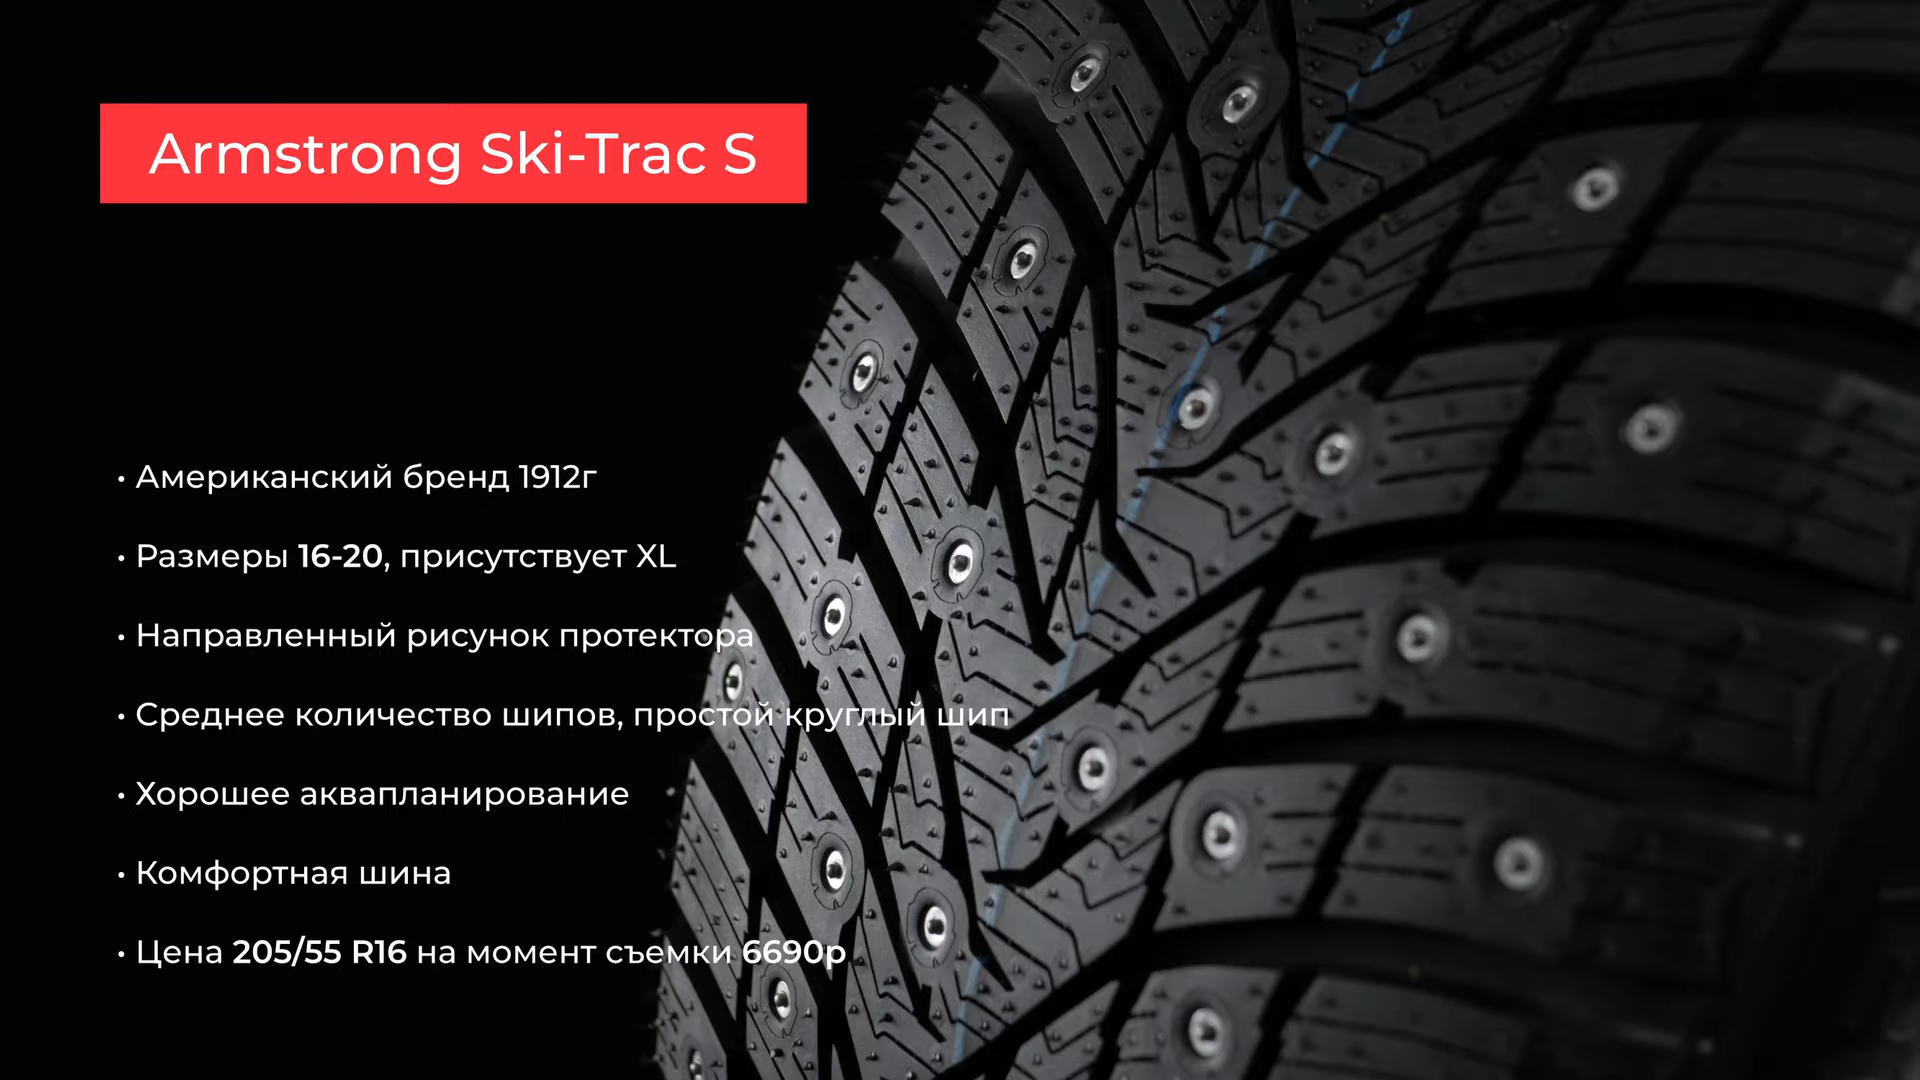 Armstrong Ski-Trac S
• Американский бренд 1912г
• Размеры 16-20, присутствует XL
• Направленный рисунок протектора
• Среднее количество шипов, простой круглый шип
• Хорошее аквапланирование
• Комфортная шина
• Цена 205/55 R16 на момент съемки 6690р